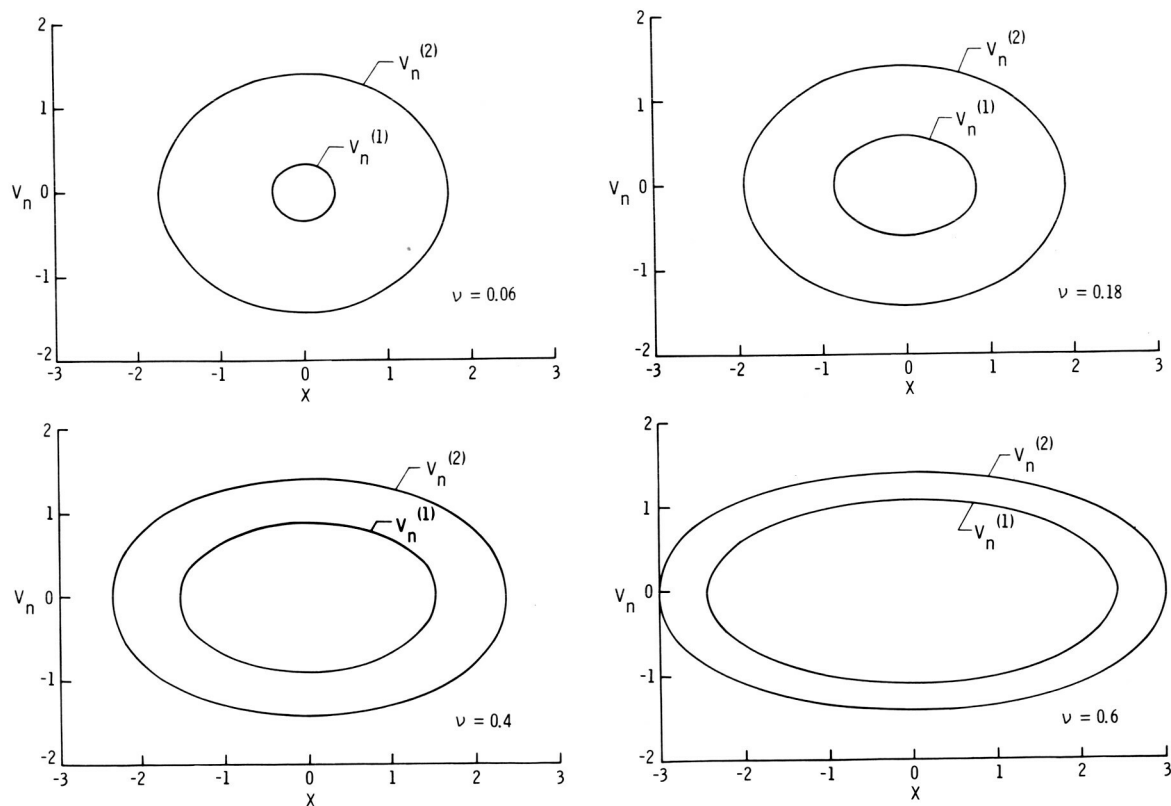 2
V_n^(2)
1
V_n^(1)
V_n 0
-1
ν = 0.06
-2
-3 -2 -1 0 1 2 3
X
2
V_n^(2)
1
V_n^(1)
V_n 0
-1
ν = 0.18
-2
-3 -2 -1 0 1 2 3
X
2
V_n^(2)
1
V_n^(1)
V_n 0
-1
ν = 0.4
-2
-3 -2 -1 0 1 2 3
X
2
V_n^(2)
1
V_n^(1)
V_n 0
-1
ν = 0.6
-2
-3 -2 -1 0 1 2 3
X